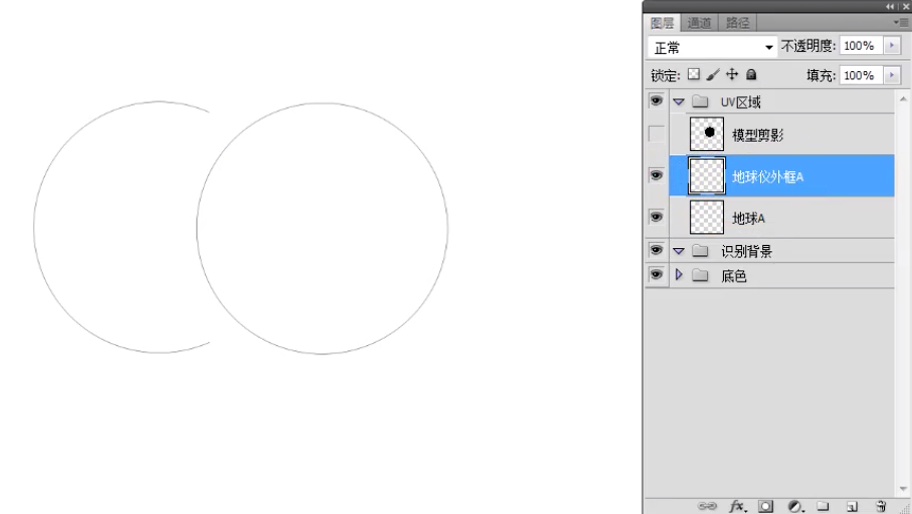 图层 通道 路径
正常 不透明度: 100%
锁定: 填充: 100%
UV区域
模型剪影
地球仪外框A
地球A
识别背景
底色
fx